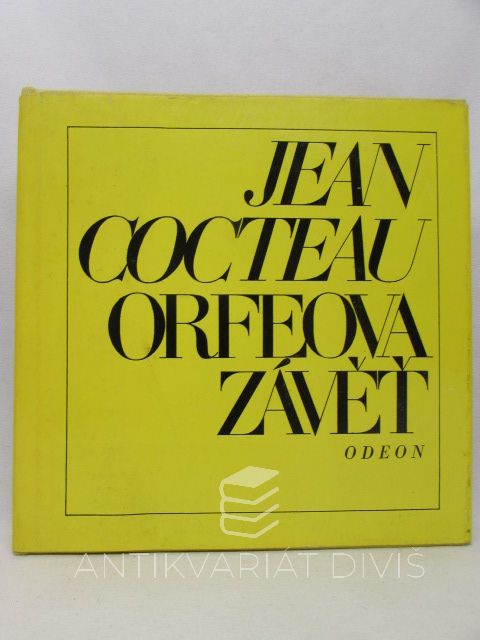 JEAN
COCTEAU
ORFEOVA
ZÁVĚŤ
ODEON
ANTIKVARIÁT DIVIŠ